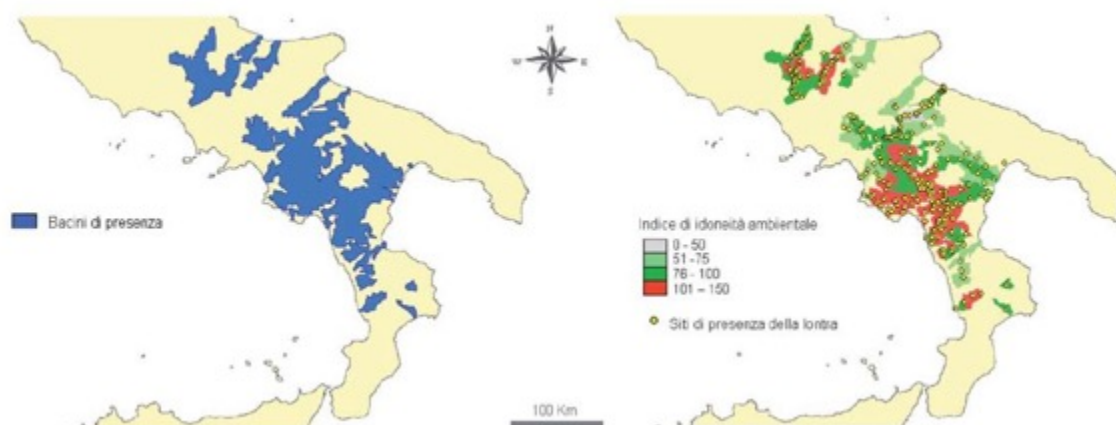 N
W E
S
Bacini di presenza
Indice di idoneità ambientale
0 - 50
51 -75
76 - 100
101 – 150
Siti di presenza della lontra
100 Km